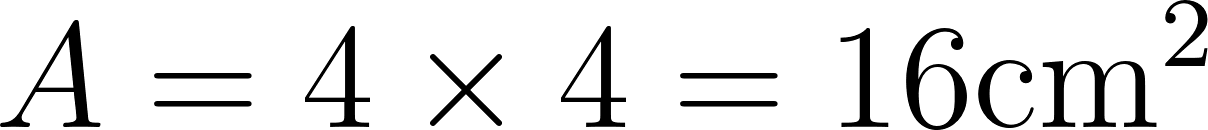 A = 4 × 4 = 16cm²